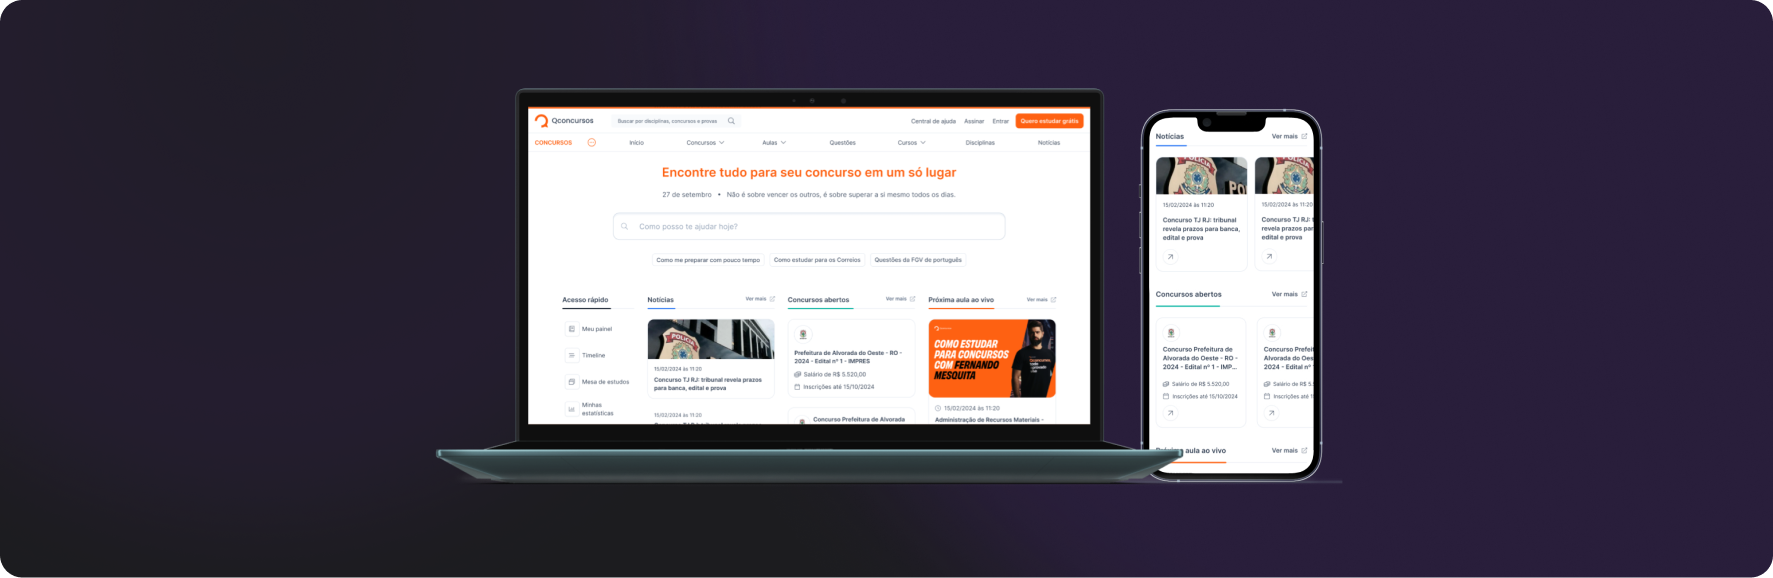 Qconcursos
Buscar por disciplinas, concursos e provas
Central de ajuda
Assinar
Entrar
Quero estudar grátis
CONCURSOS
Início
Concursos
Aulas
Questões
Cursos
Disciplinas
Notícias
Encontre tudo para seu concurso em um só lugar
27 de setembro • Não é sobre vencer os outros, é sobre superar a si mesmo todos os dias.
Como posso te ajudar hoje?
Como me preparar com pouco tempo
Como estudar para os Correios
Questões da FGV de português
Acesso rápido
Meu painel
Timeline
Mesa de estudos
Minhas
estatísticas
Notícias
Ver mais
POLÍCIA
15/02/2024 às 11:20
Concurso TJ RJ: tribunal revela prazos
para banca, edital e prova
15/02/2024 às 11:20
Concursos abertos
Ver mais
Prefeitura de Alvorada do Oeste - RO -
2024 - Edital nº 1 - IMPRES
Salário de R$ 5.520,00
Inscrições até 15/10/2024
Concurso Prefeitura de Alvorada
Próxima aula ao vivo
Ver mais
COMO ESTUDAR
PARA CONCURSOS
COM FERNANDO
MESQUITA
15/02/2024 às 11:20
Administração de Recursos Materiais -
Notícias
Ver mais
POLÍCIA
PO
15/02/2024 às 11:20
Concurso TJ RJ: tribunal
revela prazos para banca,
edital e prova
POLÍCIA
15/02/2024 às 11:20
Concurso TJ RJ: t
revela prazos par
edital e prova
Concursos abertos
Ver mais
Concurso Prefeitura de
Alvorada do Oeste - RO -
2024 - Edital nº 1 - IMP...
Salário de R$ 5.520,00
Inscrições até 15/10/2024
Concurso Prefeit
Alvorada do Oes
2024 - Edital nº
Salário de R$ 5.5
Inscrições até 1
aula ao vivo
Ver mais